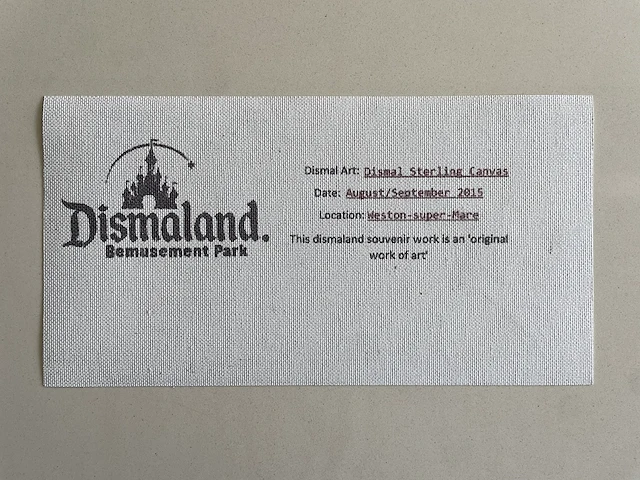 Dismaland.
Bemusement Park
Dismal Art: Dismal Sterling Canvas
Date: August/September 2015
Location: Weston-super-Mare
This dismaland souvenir work is an 'original
work of art'